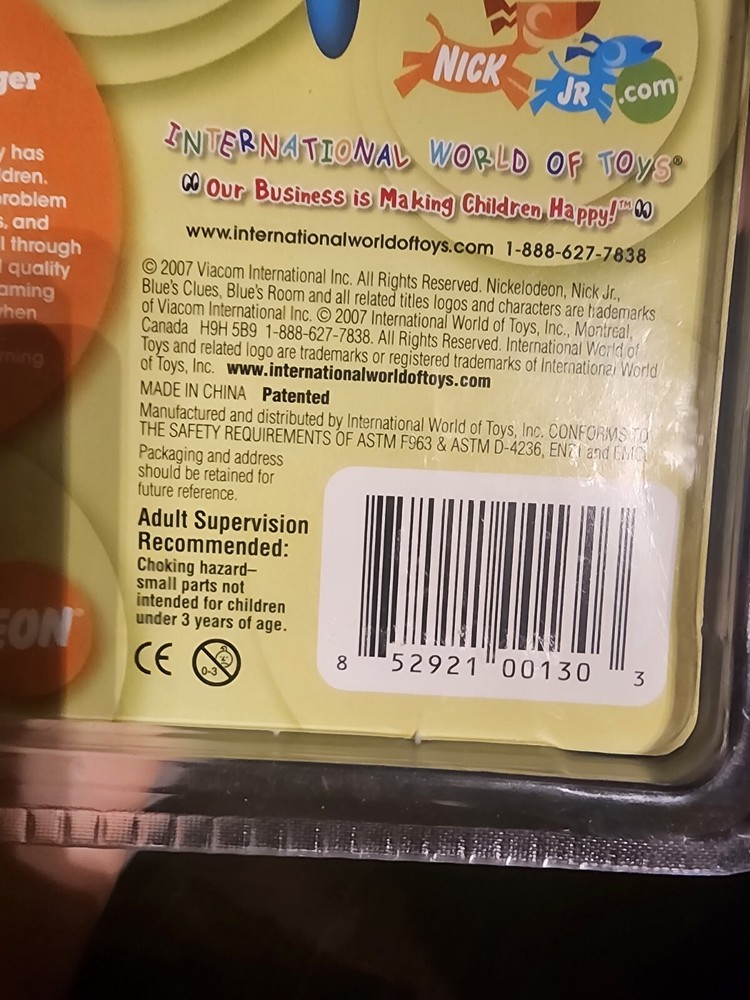 NICK
JR .com
INTERNATIONAL WORLD OF TOYS®
Our Business is Making Children Happy!™
www.internationalworldoftoys.com 1-888-627-7838
© 2007 Viacom International Inc. All Rights Reserved. Nickelodeon, Nick Jr.,
Blue's Clues, Blue's Room and all related titles logos and characters are trademarks
of Viacom International Inc. © 2007 International World of Toys, Inc., Montreal,
Canada H9H 5B9 1-888-627-7838. All Rights Reserved. International World of
Toys and related logo are trademarks or registered trademarks of International World
of Toys, Inc. www.internationalworldoftoys.com
MADE IN CHINA Patented
Manufactured and distributed by International World of Toys, Inc. CONFORMS TO
THE SAFETY REQUIREMENTS OF ASTM F963 & ASTM D-4236, EN71 and EMC
Packaging and address
should be retained for
future reference.
Adult Supervision
Recommended:
Choking hazard–
small parts not
intended for children
under 3 years of age.
CE 0-3
8 52921 00130 3
has
problem
, and
through
quality